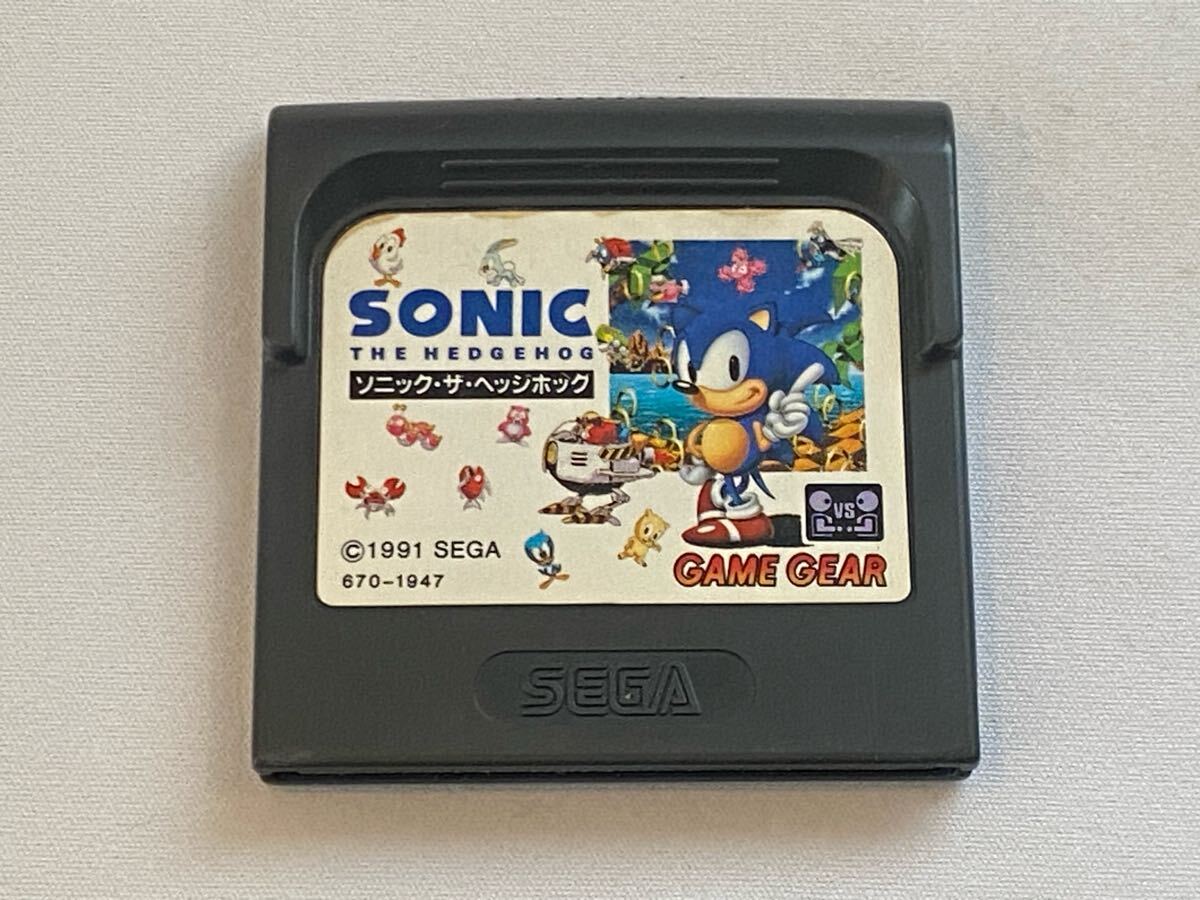 SONIC
THE HEDGEHOG
ソニック・ザ・ヘッジホッグ
VS
©1991 SEGA
670-1947
GAME GEAR
SEGA